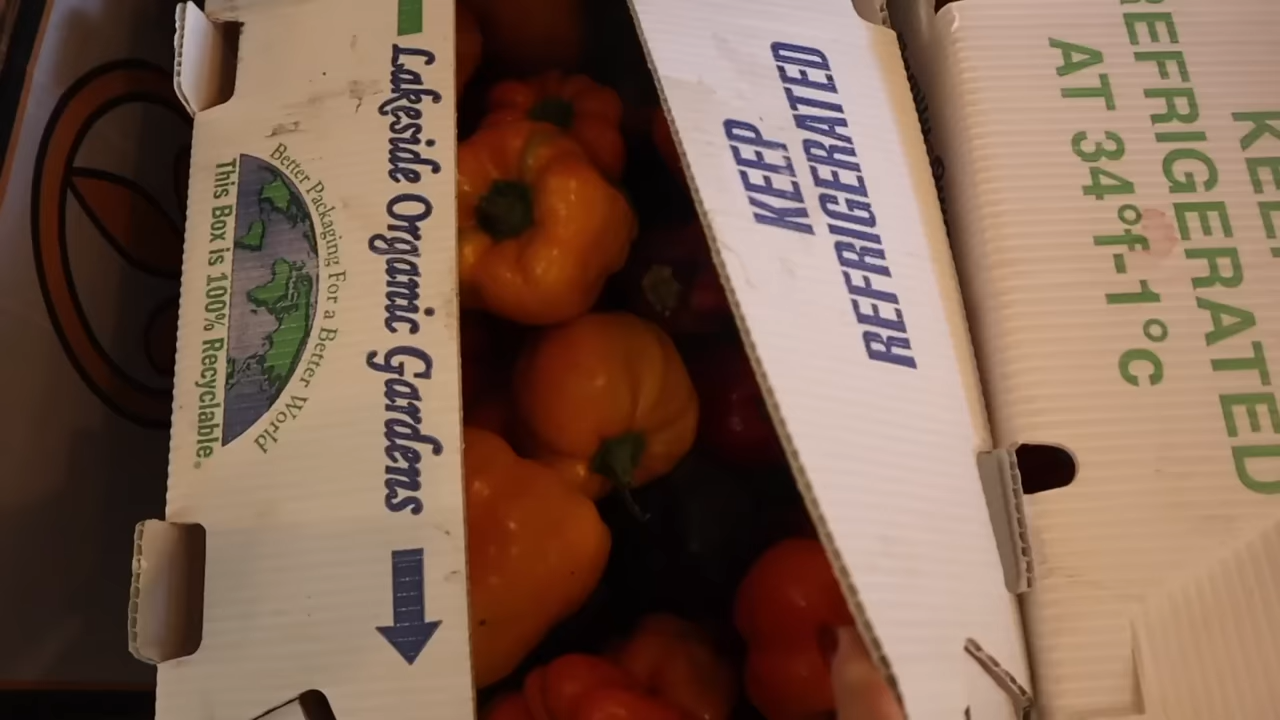 Lakeside Organic Gardens
Better Packaging For a Better World
This Box is 100% Recyclable.
KEEP
REFRIGERATED
KEEP
REFRIGERATED
AT 34°f-1°C